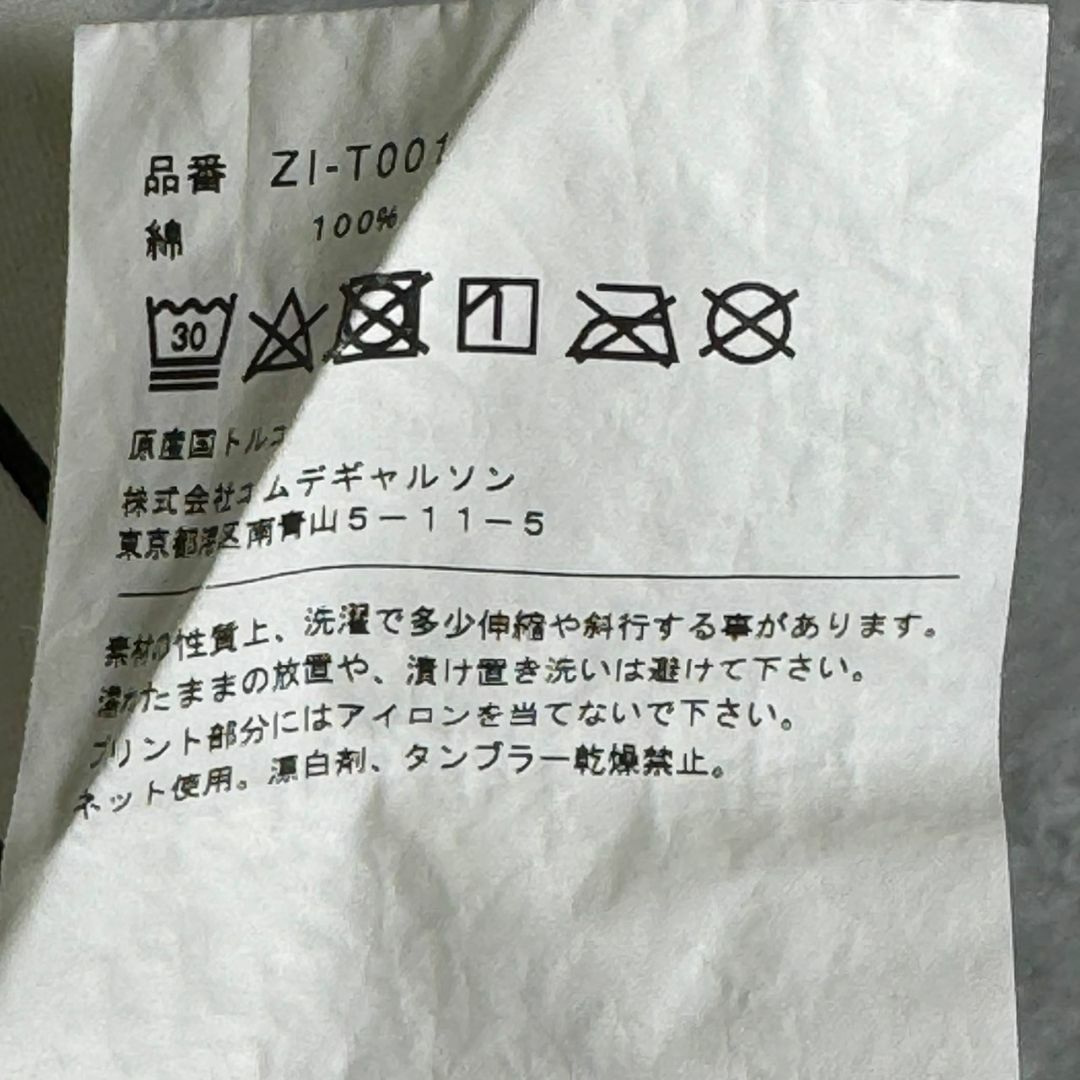 品番 ZI-T001
綿 100%
30
原産国トルコ
株式会社コムデギャルソン
東京都港区南青山5-11-5
素材の性質上、洗濯で多少伸縮や斜行する事があります。
濡れたままの放置や、漬け置き洗いは避けて下さい。
プリント部分にはアイロンを当てないで下さい。
ネット使用。漂白剤、タンブラー乾燥禁止。